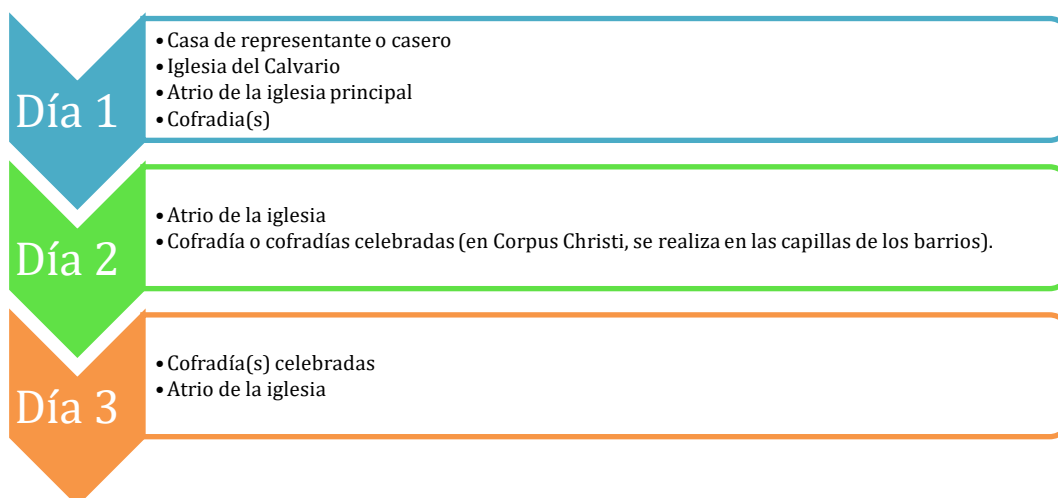 Día 1
• Casa de representante o casero
• Iglesia del Calvario
• Atrio de la iglesia principal
• Cofradia(s)
Día 2
• Atrio de la iglesia
• Cofradía o cofradías celebradas (en Corpus Christi, se realiza en las capillas de los barrios).
Día 3
• Cofradía(s) celebradas
• Atrio de la iglesia